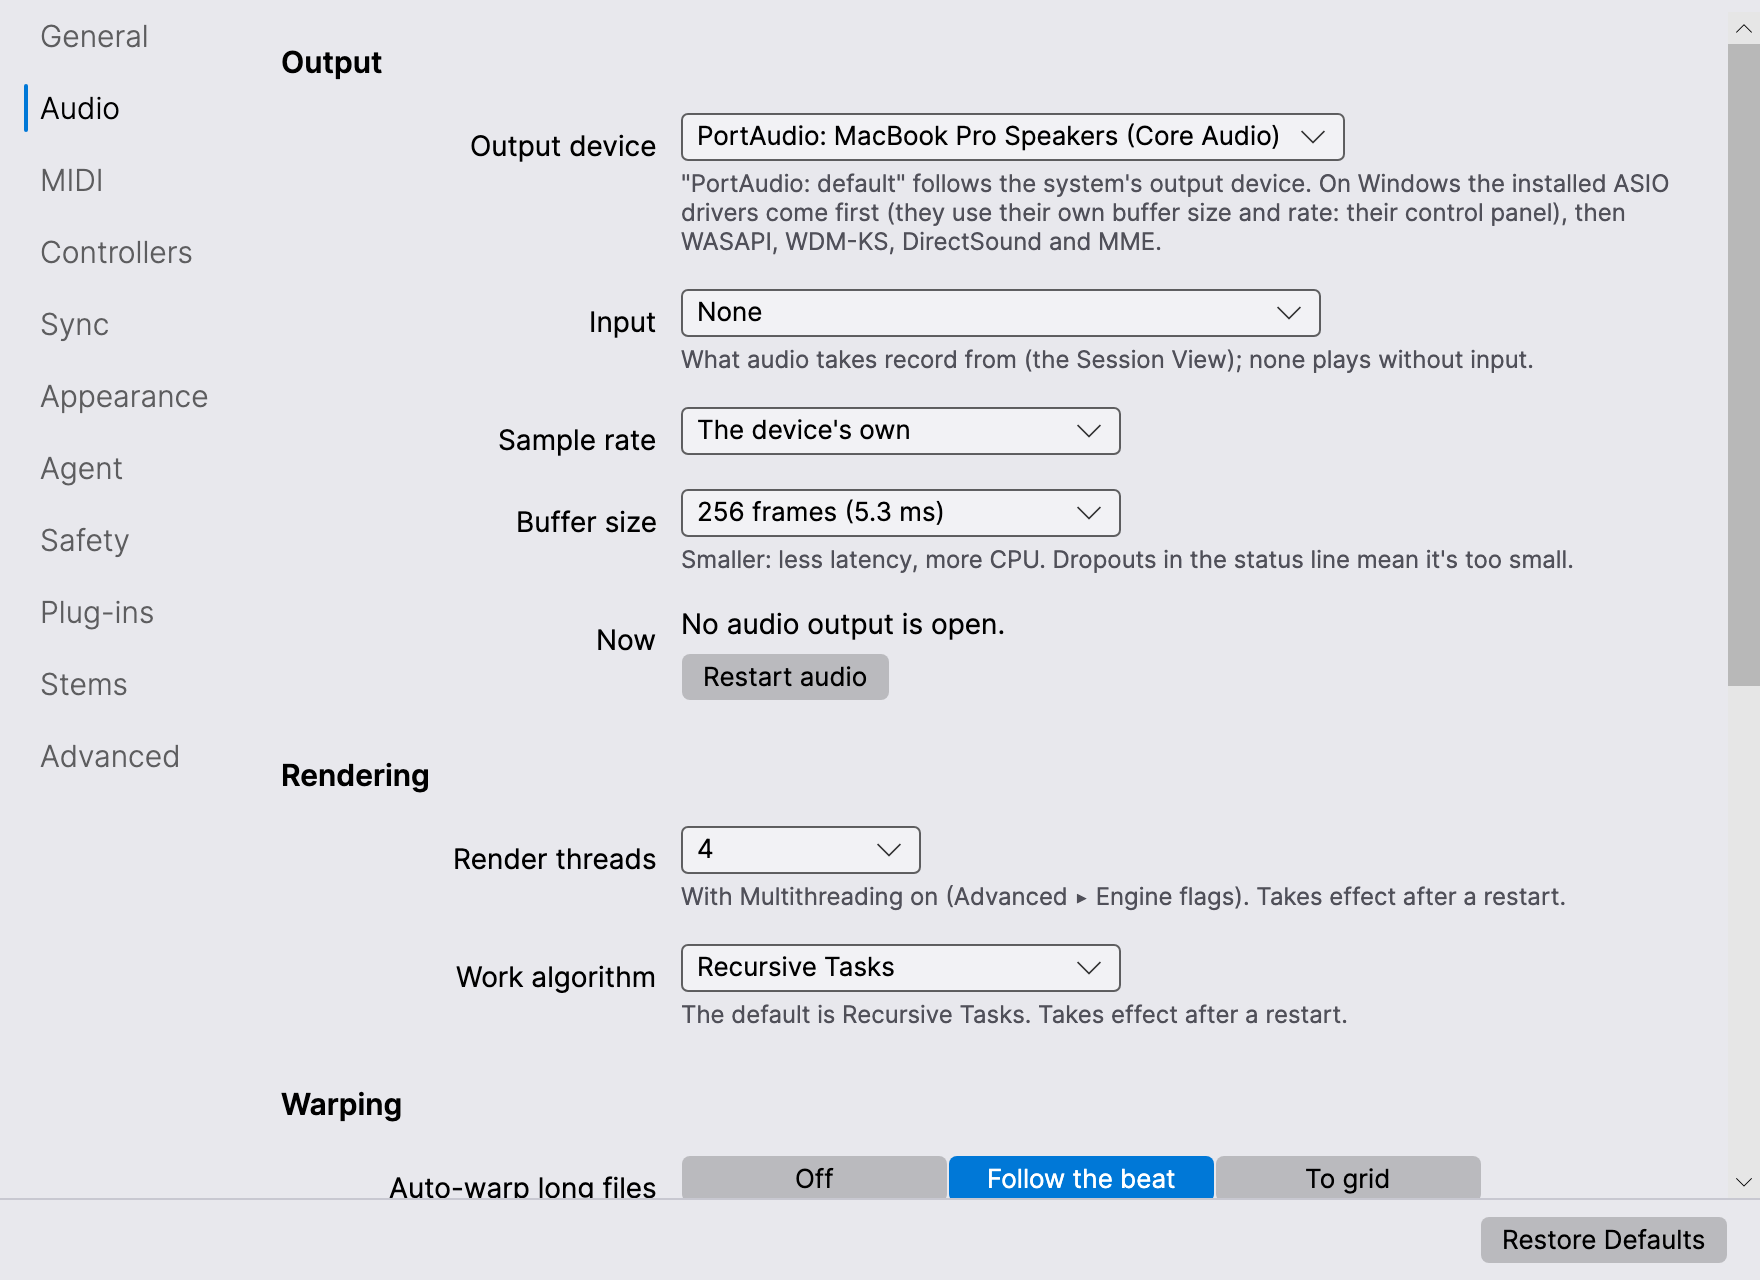 General
Audio
MIDI
Controllers
Sync
Appearance
Agent
Safety
Plug-ins
Stems
Advanced
Output
Output device
PortAudio: MacBook Pro Speakers (Core Audio)
"PortAudio: default" follows the system's output device. On Windows the installed ASIO
drivers come first (they use their own buffer size and rate: their control panel), then
WASAPI, WDM-KS, DirectSound and MME.
Input
None
What audio takes record from (the Session View); none plays without input.
Sample rate
The device's own
Buffer size
256 frames (5.3 ms)
Smaller: less latency, more CPU. Dropouts in the status line mean it's too small.
Now
No audio output is open.
Restart audio
Rendering
Render threads
4
With Multithreading on (Advanced ▸ Engine flags). Takes effect after a restart.
Work algorithm
Recursive Tasks
The default is Recursive Tasks. Takes effect after a restart.
Warping
Auto-warp long files
Off
Follow the beat
To grid
Restore Defaults